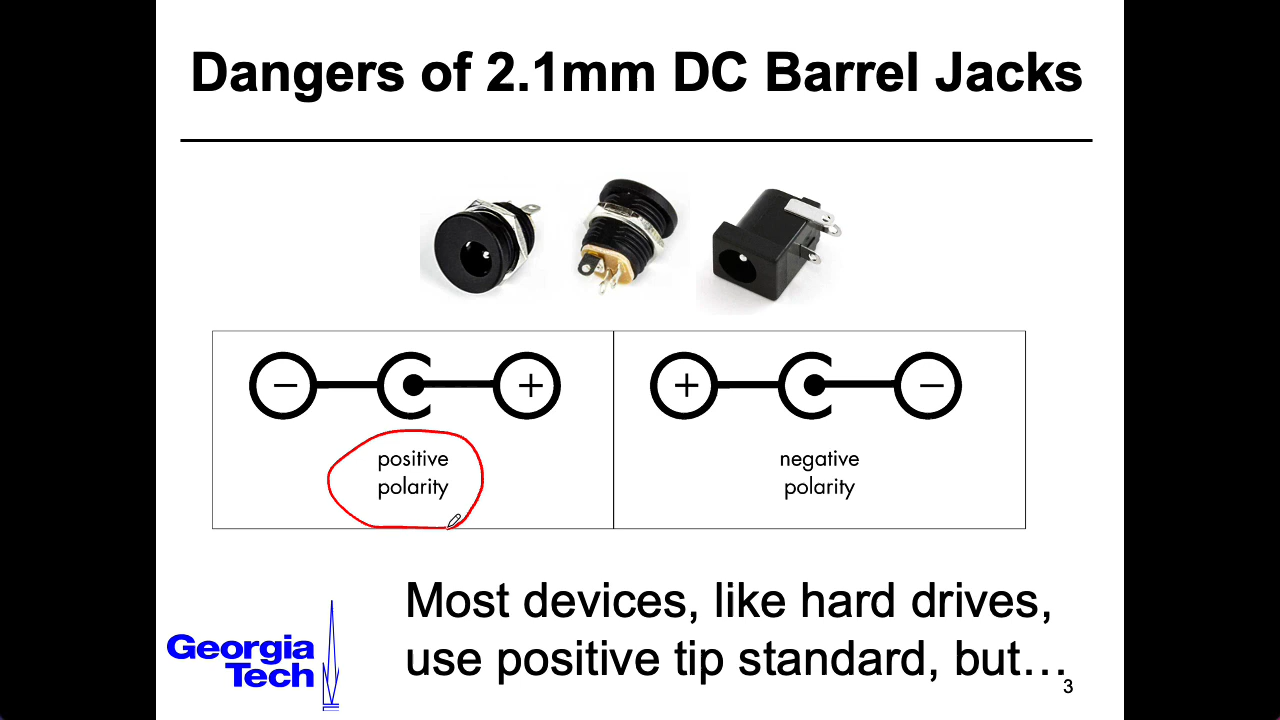 Dangers of 2.1mm DC Barrel Jacks
− + + −
positive negative
polarity polarity
Most devices, like hard drives,
use positive tip standard, but...
Georgia
Tech
3